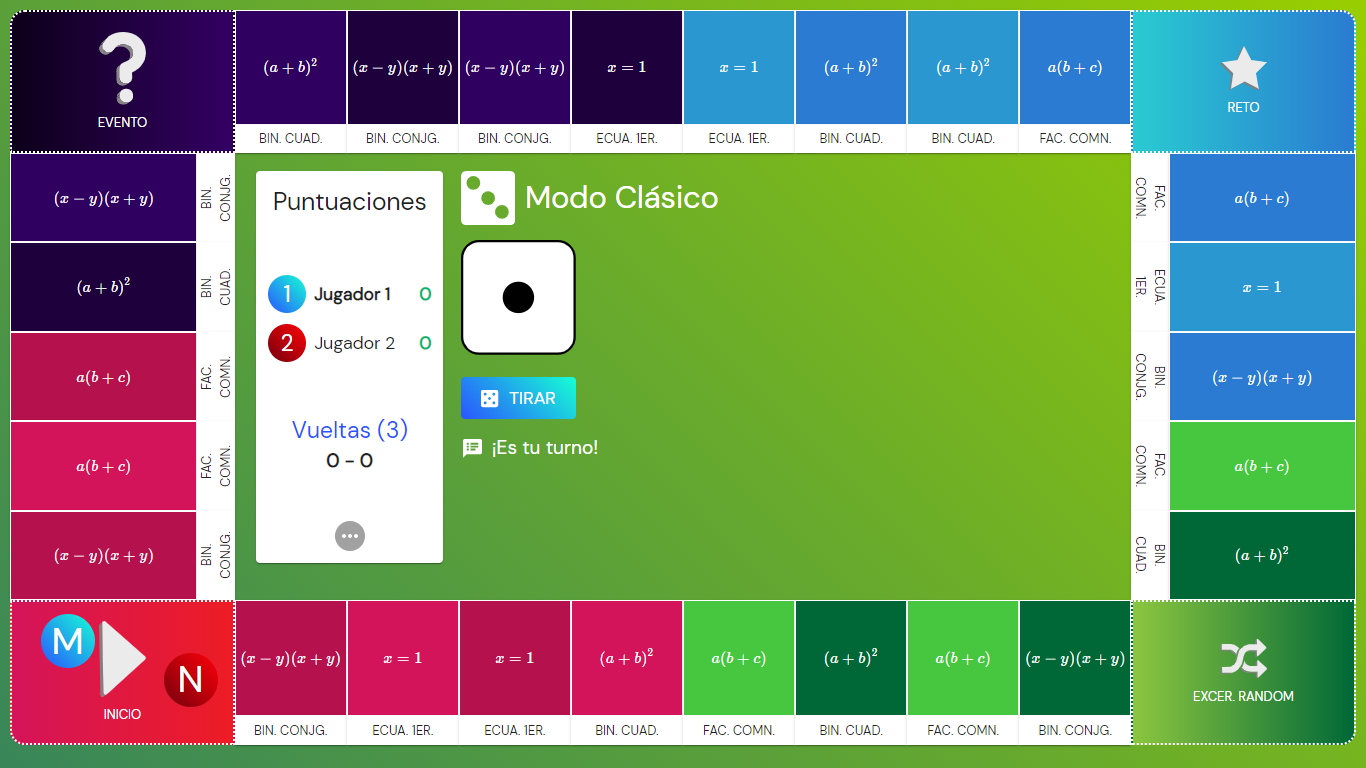 ?
EVENTO
(a + b)²
BIN. CUAD.
(x − y)(x + y)
BIN. CONJG.
(x − y)(x + y)
BIN. CONJG.
x = 1
ECUA. 1ER.
x = 1
ECUA. 1ER.
(a + b)²
BIN. CUAD.
(a + b)²
BIN. CUAD.
a(b + c)
FAC. COMN.
RETO
(x − y)(x + y)
BIN.
CONJG.
(a + b)²
BIN.
CUAD.
a(b + c)
FAC.
COMN.
a(b + c)
FAC.
COMN.
(x − y)(x + y)
BIN.
CONJG.
Puntuaciones
1 Jugador 1 0
2 Jugador 2 0
Vueltas (3)
0 - 0
Modo Clásico
TIRAR
¡Es tu turno!
FAC.
COMN.
a(b + c)
ECUA.
1ER.
x = 1
BIN.
CONJG.
(x − y)(x + y)
FAC.
COMN.
a(b + c)
BIN.
CUAD.
(a + b)²
M
N
INICIO
(x − y)(x + y)
BIN. CONJG.
x = 1
ECUA. 1ER.
x = 1
ECUA. 1ER.
(a + b)²
BIN. CUAD.
a(b + c)
FAC. COMN.
(a + b)²
BIN. CUAD.
a(b + c)
FAC. COMN.
(x − y)(x + y)
BIN. CONJG.
EXCER. RANDOM